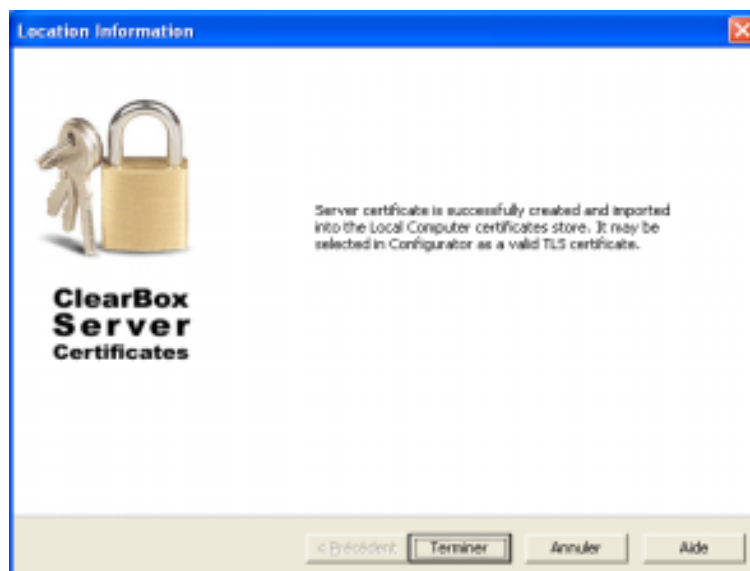 Location Information
Server certificate is successfully created and imported
into the Local Computer certificates store. It may be
selected in Configurator as a valid TLS certificate.
ClearBox
Server
Certificates
< Précédent
Terminer
Annuler
Aide